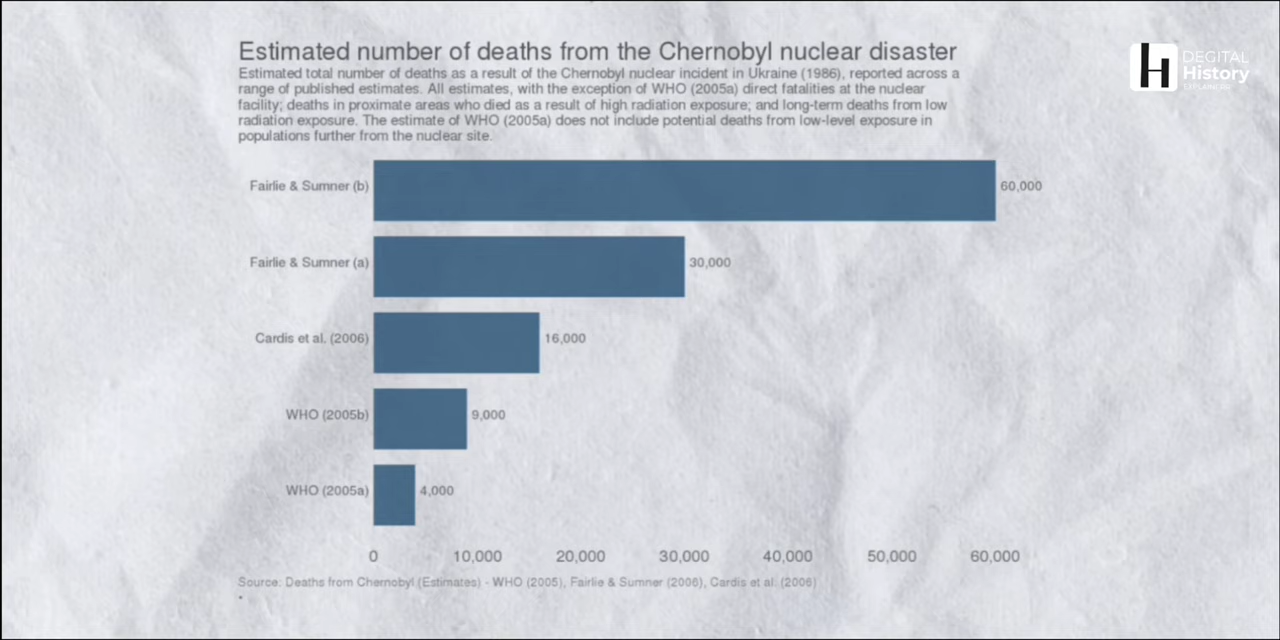 Estimated number of deaths from the Chernobyl nuclear disaster
Estimated total number of deaths as a result of the Chernobyl nuclear incident in Ukraine (1986), reported across a
range of published estimates. All estimates, with the exception of WHO (2005a) direct fatalities at the nuclear
facility; deaths in proximate areas who died as a result of high radiation exposure; and long-term deaths from low
radiation exposure. The estimate of WHO (2005a) does not include potential deaths from low-level exposure in
populations further from the nuclear site.
H DEGITAL
History
EXPLAINERS
Fairlie & Sumner (b) 60,000
Fairlie & Sumner (a) 30,000
Cardis et al. (2006) 16,000
WHO (2005b) 9,000
WHO (2005a) 4,000
0 10,000 20,000 30,000 40,000 50,000 60,000
Source: Deaths from Chernobyl (Estimates) - WHO (2005), Fairlie & Sumner (2006), Cardis et al. (2006)